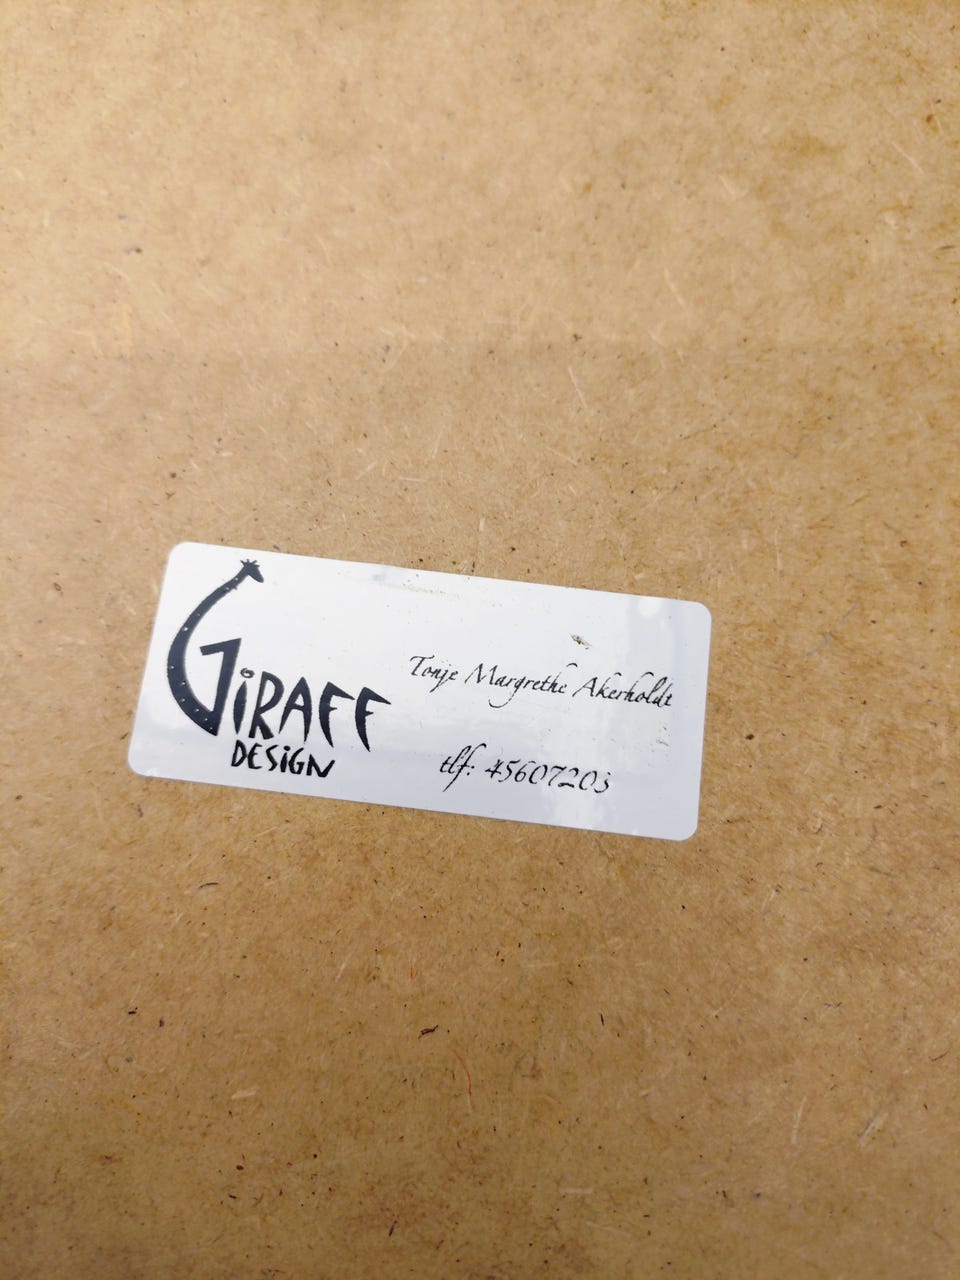 GiRAFF
DESiGN
Tonje Margrethe Akerholdt
tlf: 45607203